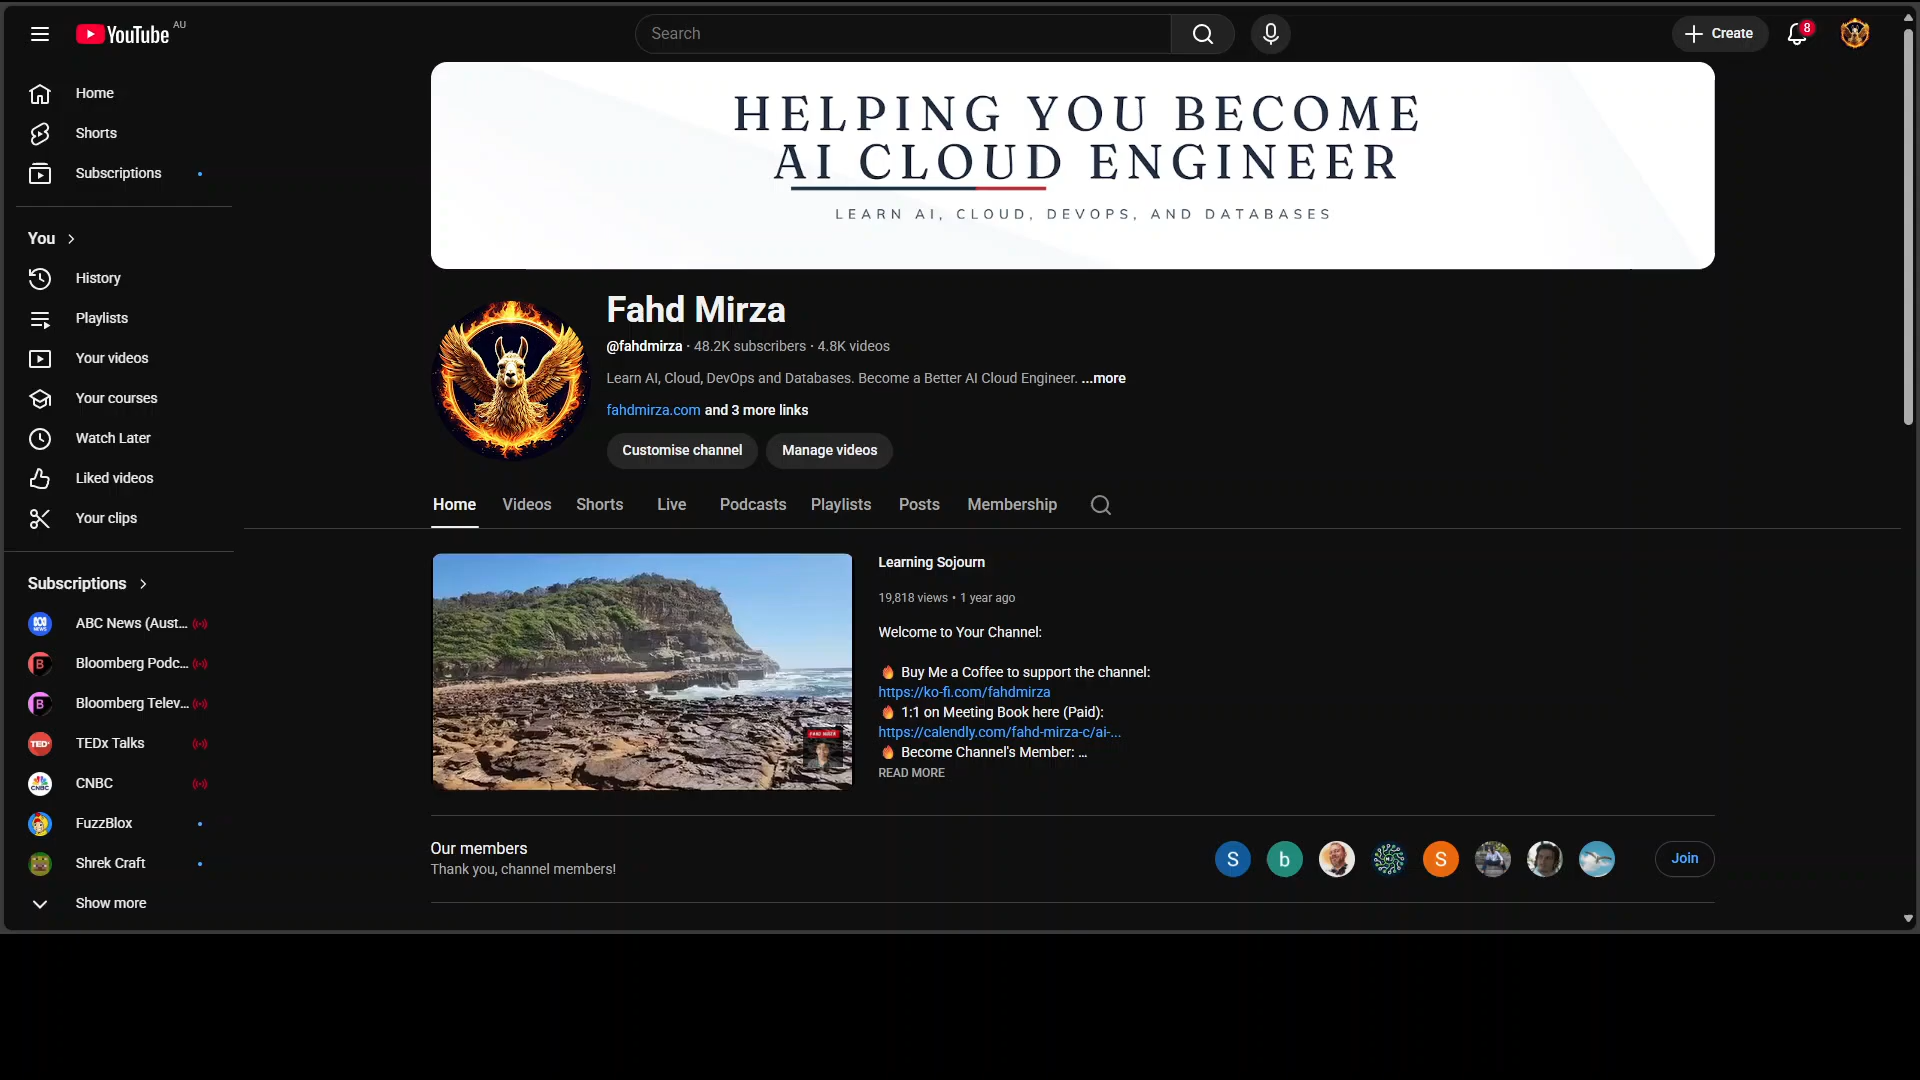 YouTube AU
Search
Create
8
Home
Shorts
Subscriptions
You
History
Playlists
Your videos
Your courses
Watch Later
Liked videos
Your clips
Subscriptions
ABC News (Aust...
Bloomberg Podc...
Bloomberg Telev...
TEDx Talks
CNBC
FuzzBlox
Shrek Craft
Show more
HELPING YOU BECOME
AI CLOUD ENGINEER
LEARN AI, CLOUD, DEVOPS, AND DATABASES
Fahd Mirza
@fahdmirza · 48.2K subscribers · 4.8K videos
Learn AI, Cloud, DevOps and Databases. Become a Better AI Cloud Engineer. ...more
fahdmirza.com and 3 more links
Customise channel Manage videos
Home Videos Shorts Live Podcasts Playlists Posts Membership
FAHD MIRZA
Learning Sojourn
19,818 views • 1 year ago
Welcome to Your Channel:
🔥 Buy Me a Coffee to support the channel:
https://ko-fi.com/fahdmirza
🔥 1:1 on Meeting Book here (Paid):
https://calendly.com/fahd-mirza-c/ai-...
🔥 Become Channel's Member: ...
READ MORE
Our members
Thank you, channel members!
S b S
Join